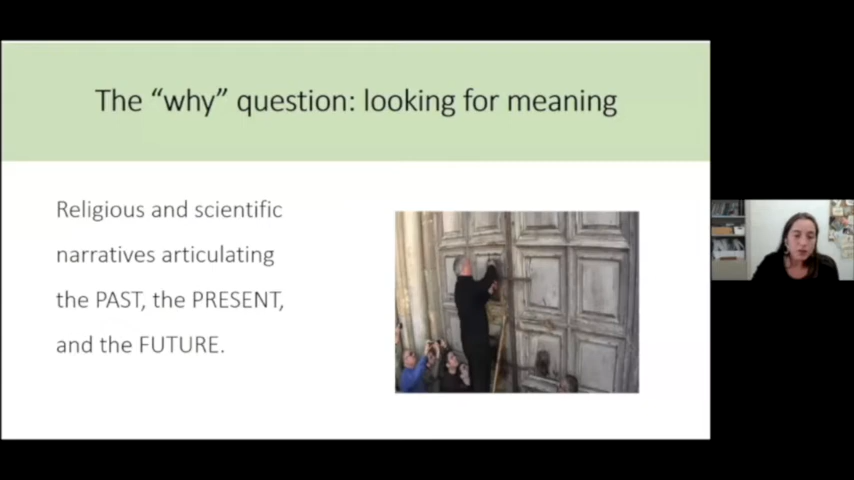 The “why” question: looking for meaning
Religious and scientific
narratives articulating
the PAST, the PRESENT,
and the FUTURE.